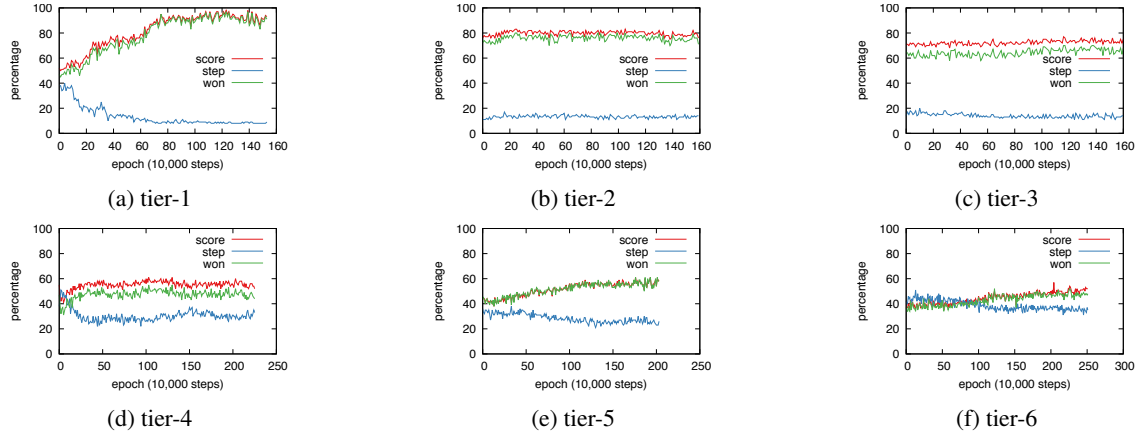 100
80
60
40
20
0
percentage
score
step
won
0 20 40 60 80 100 120 140 160
epoch (10,000 steps)
(a) tier-1
100
80
60
40
20
0
percentage
score
step
won
0 20 40 60 80 100 120 140 160
epoch (10,000 steps)
(b) tier-2
100
80
60
40
20
0
percentage
score
step
won
0 20 40 60 80 100 120 140 160
epoch (10,000 steps)
(c) tier-3
100
80
60
40
20
0
percentage
score
step
won
0 50 100 150 200 250
epoch (10,000 steps)
(d) tier-4
100
80
60
40
20
0
percentage
score
step
won
0 50 100 150 200 250
epoch (10,000 steps)
(e) tier-5
100
80
60
40
20
0
percentage
score
step
won
0 50 100 150 200 250 300
epoch (10,000 steps)
(f) tier-6